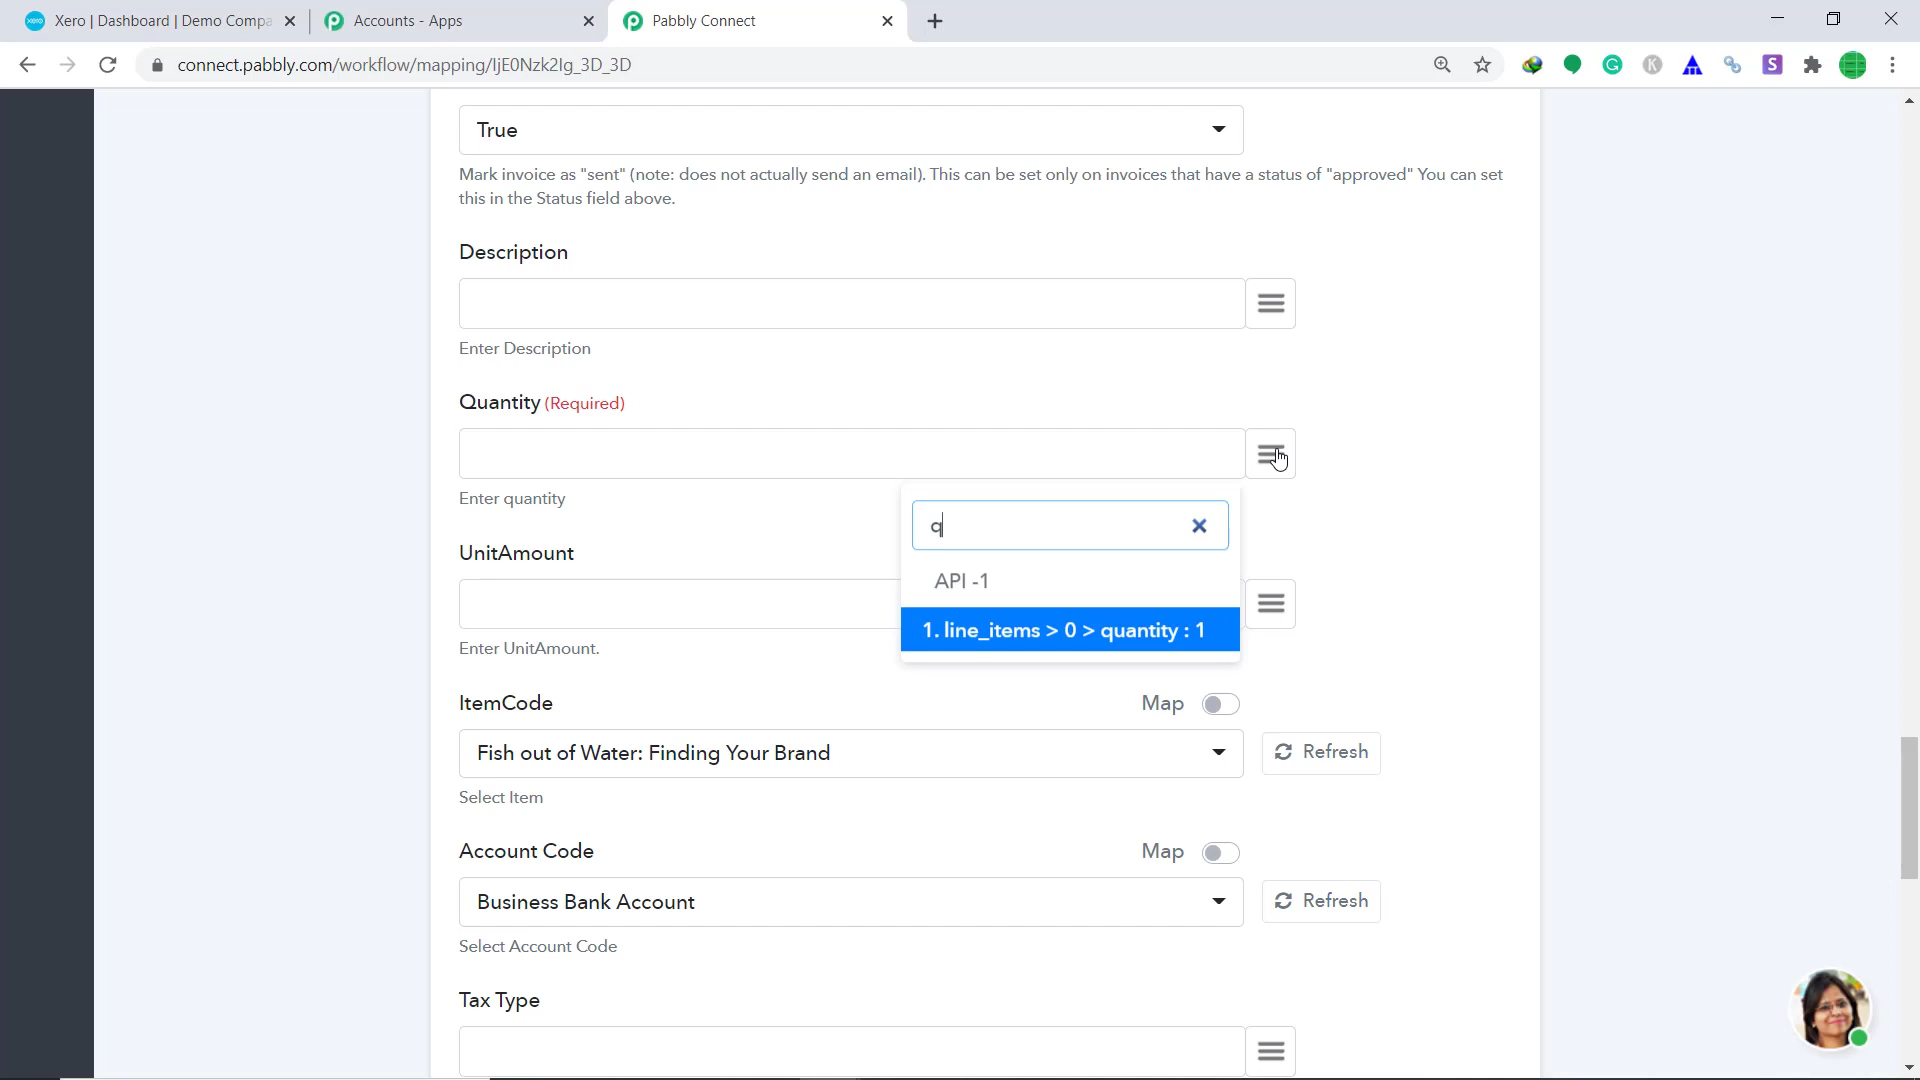 Xero | Dashboard | Demo Compa
Accounts - Apps
Pabbly Connect
connect.pabbly.com/workflow/mapping/IjE0Nzk2Ig_3D_3D
True
Mark invoice as "sent" (note: does not actually send an email). This can be set only on invoices that have a status of "approved" You can set
this in the Status field above.
Description
Enter Description
Quantity (Required)
Enter quantity
q
API -1
1. line_items > 0 > quantity : 1
UnitAmount
Enter UnitAmount.
ItemCode
Map
Fish out of Water: Finding Your Brand
Refresh
Select Item
Account Code
Map
Business Bank Account
Refresh
Select Account Code
Tax Type